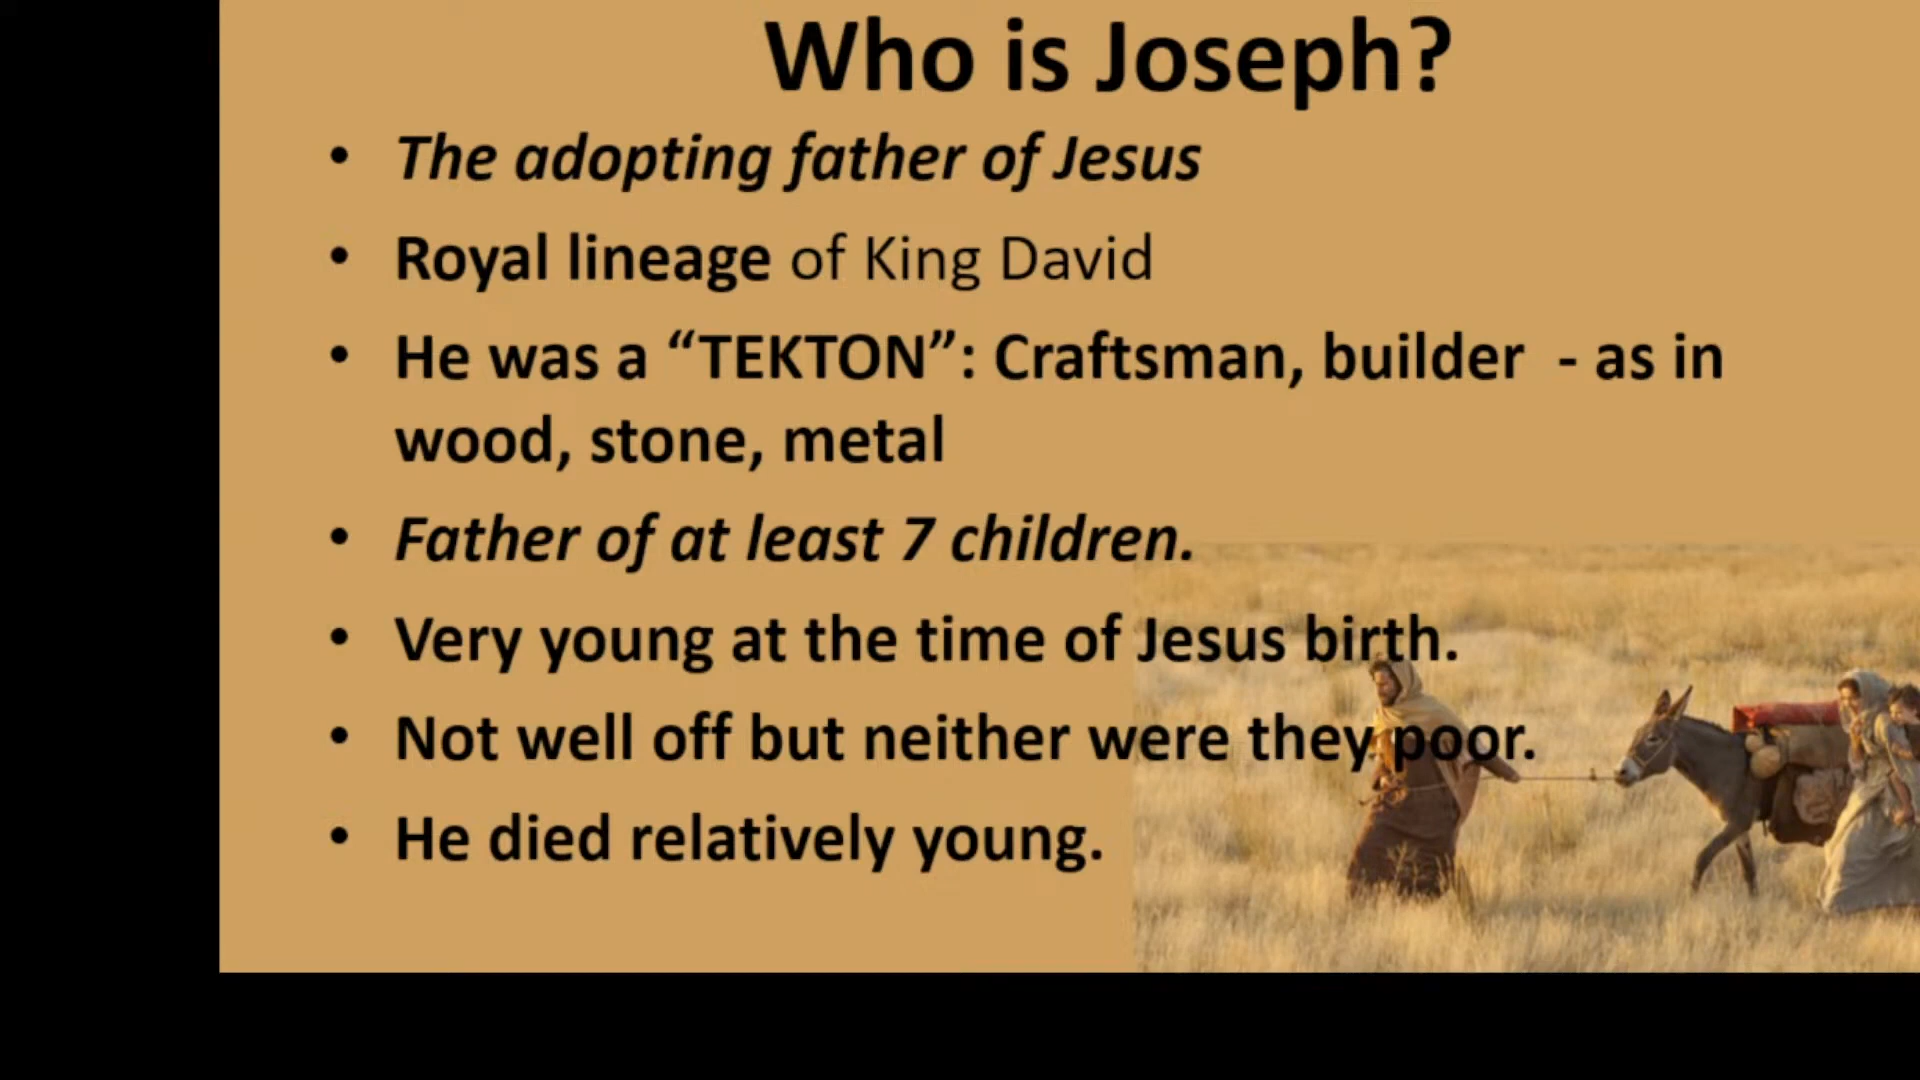 Who is Joseph?
• The adopting father of Jesus
• Royal lineage of King David
• He was a “TEKTON”: Craftsman, builder  - as in
wood, stone, metal
• Father of at least 7 children.
• Very young at the time of Jesus birth.
• Not well off but neither were they poor.
• He died relatively young.